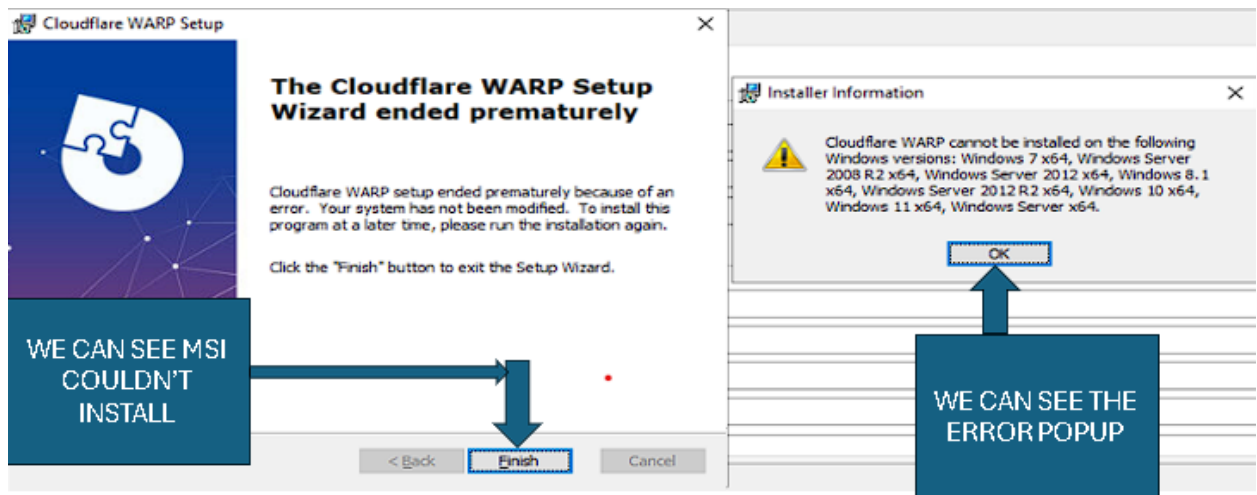 Cloudflare WARP Setup
The Cloudflare WARP Setup
Wizard ended prematurely
Cloudflare WARP setup ended prematurely because of an
error. Your system has not been modified. To install this
program at a later time, please run the installation again.
Click the "Finish" button to exit the Setup Wizard.
WE CAN SEE MSI
COULDN'T
INSTALL
< Back
Finish
Cancel
Installer Information
Cloudflare WARP cannot be installed on the following
Windows versions: Windows 7 x64, Windows Server
2008 R2 x64, Windows Server 2012 x64, Windows 8.1
x64, Windows Server 2012 R2 x64, Windows 10 x64,
Windows 11 x64, Windows Server x64.
OK
WE CAN SEE THE
ERROR POPUP